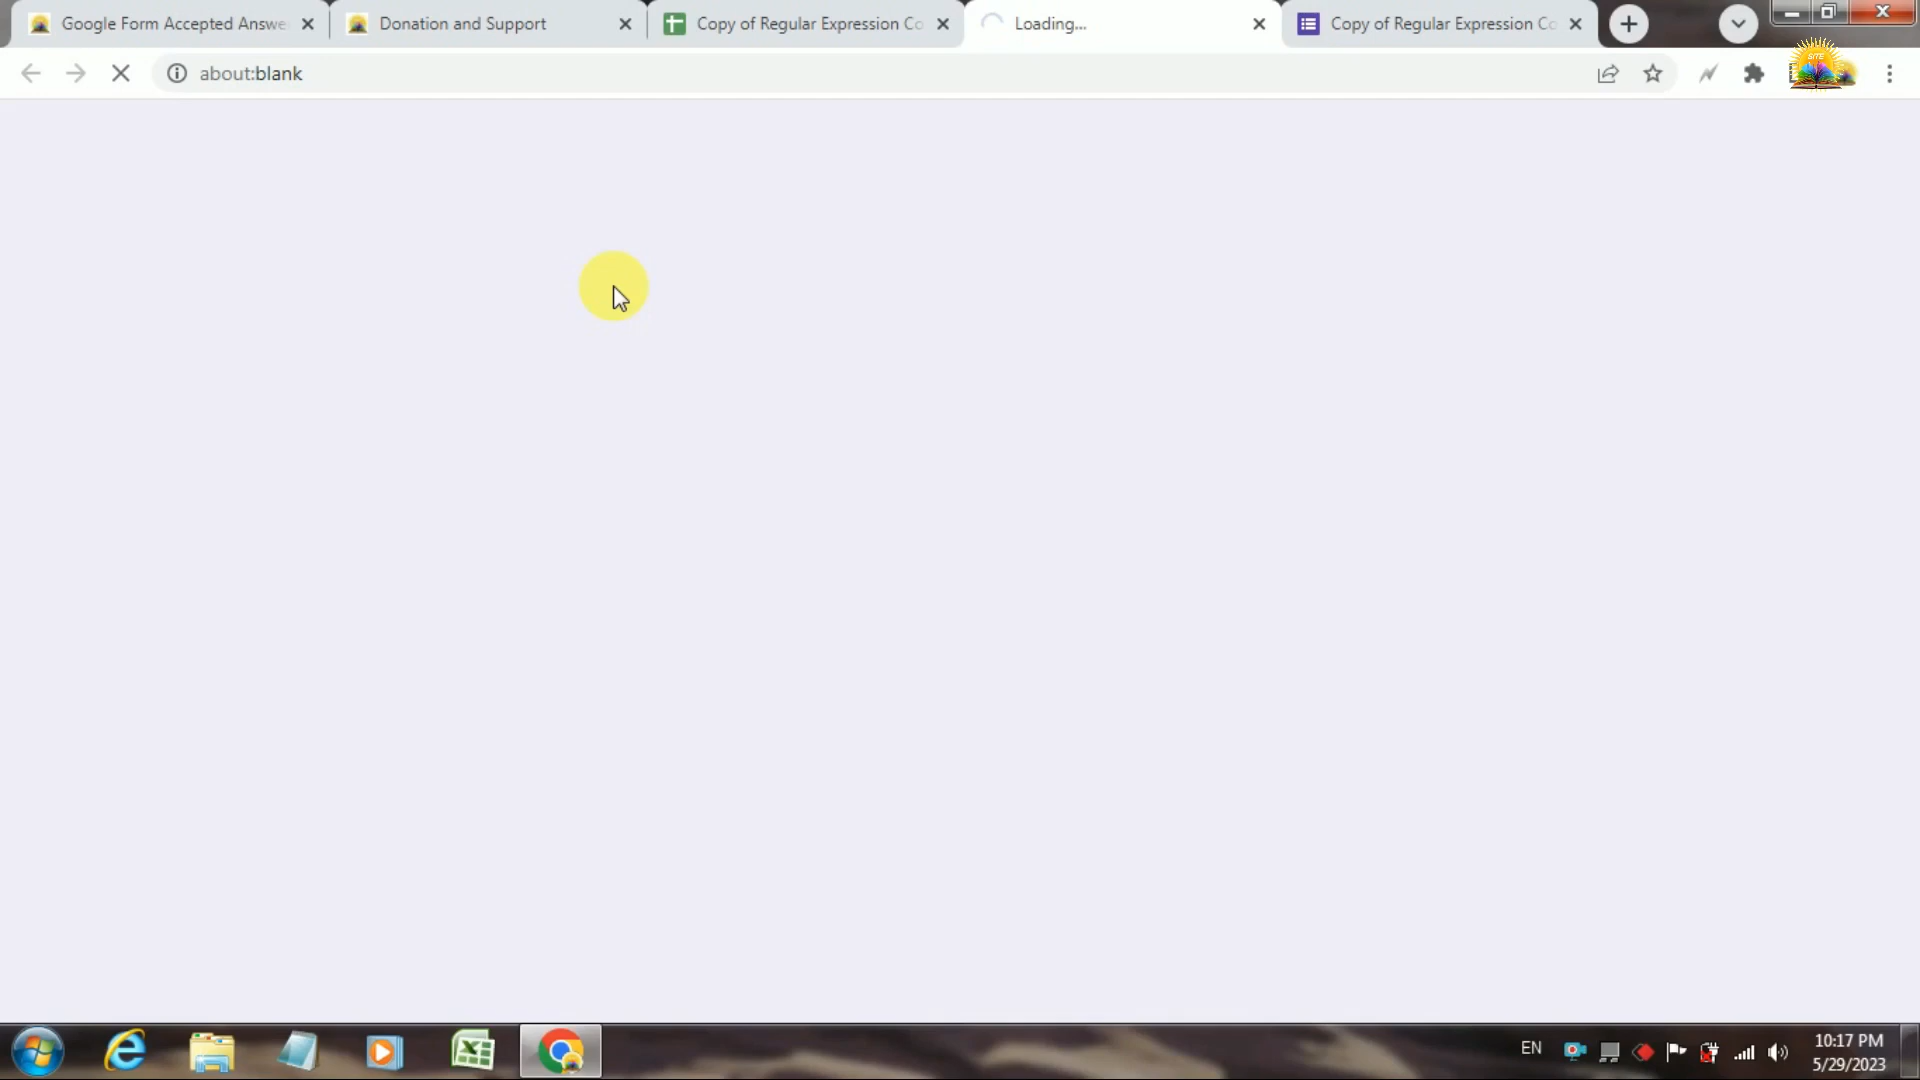 Google Form Accepted Answe
Donation and Support
Copy of Regular Expression Co
Loading...
Copy of Regular Expression Co
about:blank
SITE
EN
10:17 PM
5/29/2023